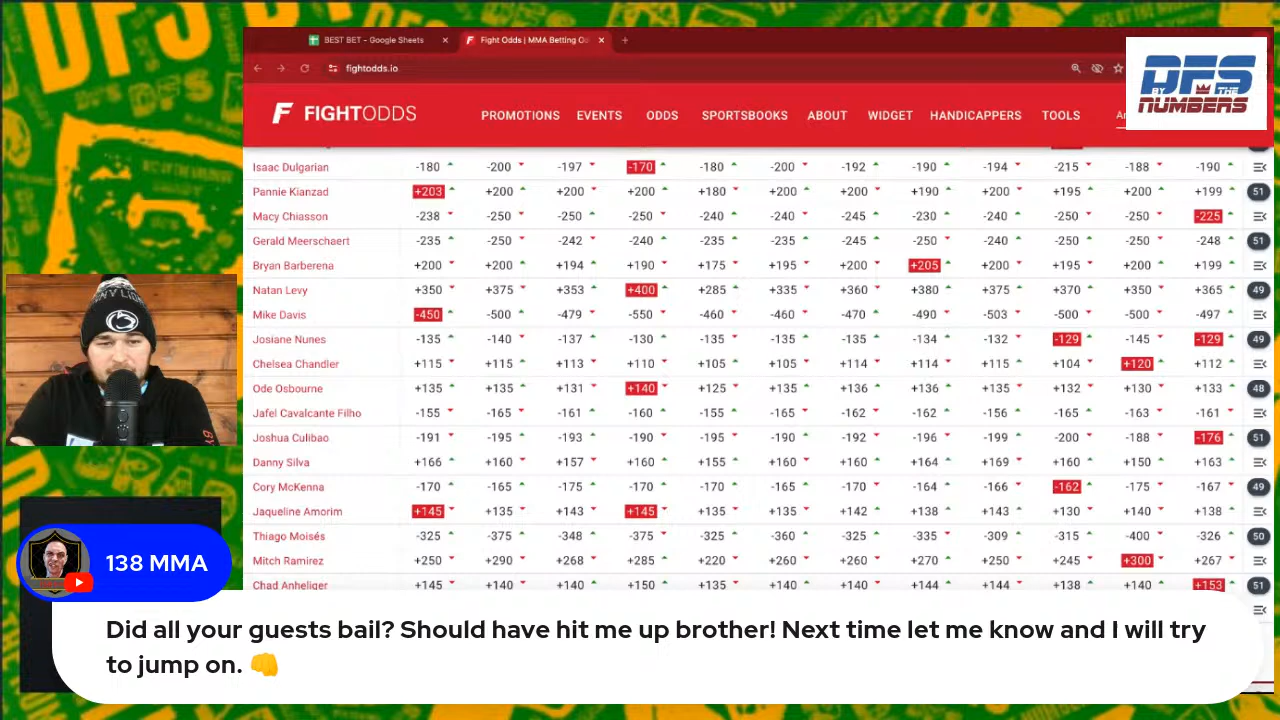 BEST BET - Google Sheets
Fight Odds | MMA Betting O
fightodds.io
DFS
BY THE
NUMBERS
FIGHTODDS
PROMOTIONS EVENTS ODDS SPORTSBOOKS ABOUT WIDGET HANDICAPPERS TOOLS
Isaac Dulgarian -180 -200 -197 -170 -180 -200 -192 -190 -194 -215 -188 -190
Pannie Kianzad +203 +200 +200 +200 +180 +200 +200 +190 +200 +195 +200 +199 51
Macy Chiasson -238 -250 -250 -250 -240 -240 -245 -230 -240 -250 -250 -225
Gerald Meerschaert -235 -250 -242 -240 -235 -235 -245 -250 -240 -250 -250 -248 51
Bryan Barberena +200 +200 +194 +190 +175 +195 +200 +205 +200 +195 +200 +199
Natan Levy +350 +375 +353 +400 +285 +335 +360 +380 +375 +370 +350 +365 49
Mike Davis -450 -500 -479 -550 -460 -460 -470 -490 -503 -500 -500 -497
Josiane Nunes -135 -140 -137 -130 -135 -135 -135 -134 -132 -129 -145 -129 49
Chelsea Chandler +115 +115 +113 +110 +105 +105 +114 +114 +115 +104 +120 +112
Ode Osbourne +135 +135 +131 +140 +125 +135 +136 +136 +135 +132 +130 +133 48
Jafel Cavalcante Filho -155 -165 -161 -160 -155 -165 -162 -162 -156 -165 -163 -161
Joshua Culibao -191 -195 -193 -190 -195 -190 -192 -196 -199 -200 -188 -176 51
Danny Silva +166 +160 +157 +160 +155 +160 +160 +164 +169 +160 +150 +163
Cory McKenna -170 -165 -175 -170 -170 -165 -170 -164 -166 -162 -175 -167 49
Jaqueline Amorim +145 +135 +143 +145 +135 +135 +142 +138 +143 +130 +140 +138
Thiago Moisés -325 -375 -348 -375 -325 -360 -325 -335 -309 -315 -400 -326 50
Mitch Ramirez +250 +290 +268 +285 +220 +260 +260 +270 +250 +245 +300 +267
Chad Anheliger +145 +140 +140 +150 +135 +140 +140 +144 +144 +138 +140 +153 51
138 MMA
Did all your guests bail? Should have hit me up brother! Next time let me know and I will try
to jump on. 👊